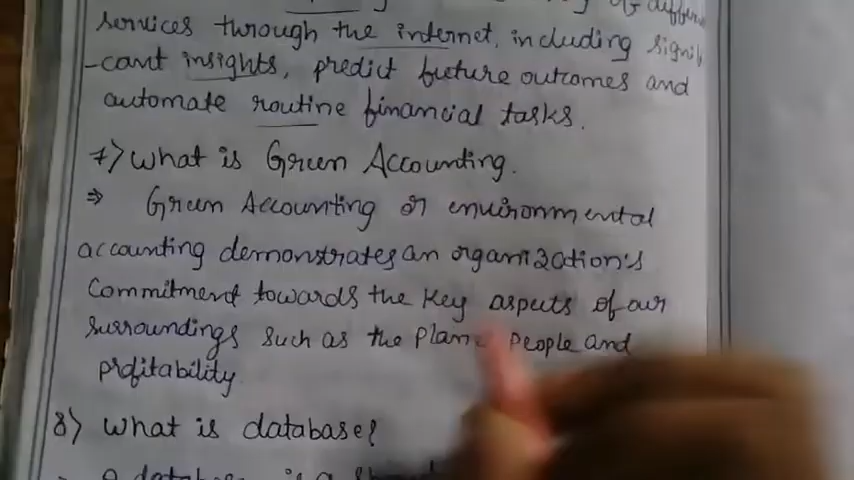 services through the internet, including signifi
-cant insights, predict future outcomes and
automate routine financial tasks.
7) What is Green Accounting.
⇒ Green Accounting or environmental
accounting demonstrates an organization's
Commitment towards the key aspects of our
surroundings such as the people and
profitability.
8) What is database?
A database is a